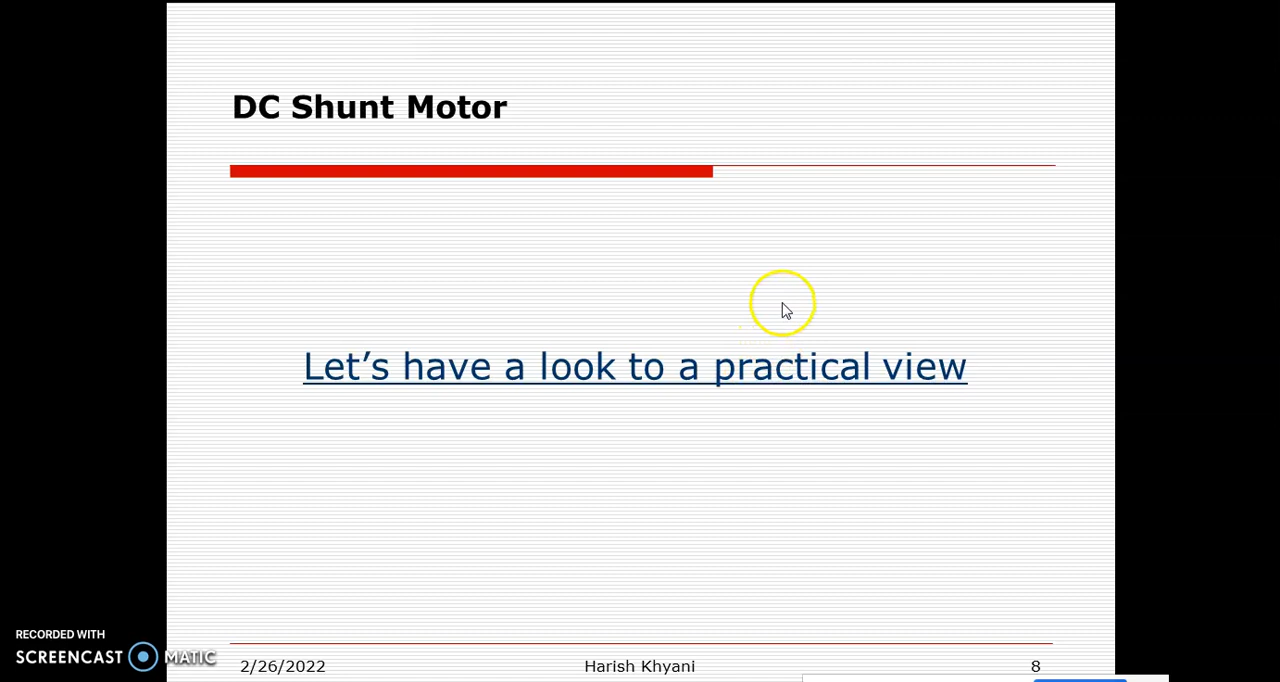 DC Shunt Motor
Let’s have a look to a practical view
RECORDED WITH
SCREENCAST MATIC
2/26/2022
Harish Khyani
8